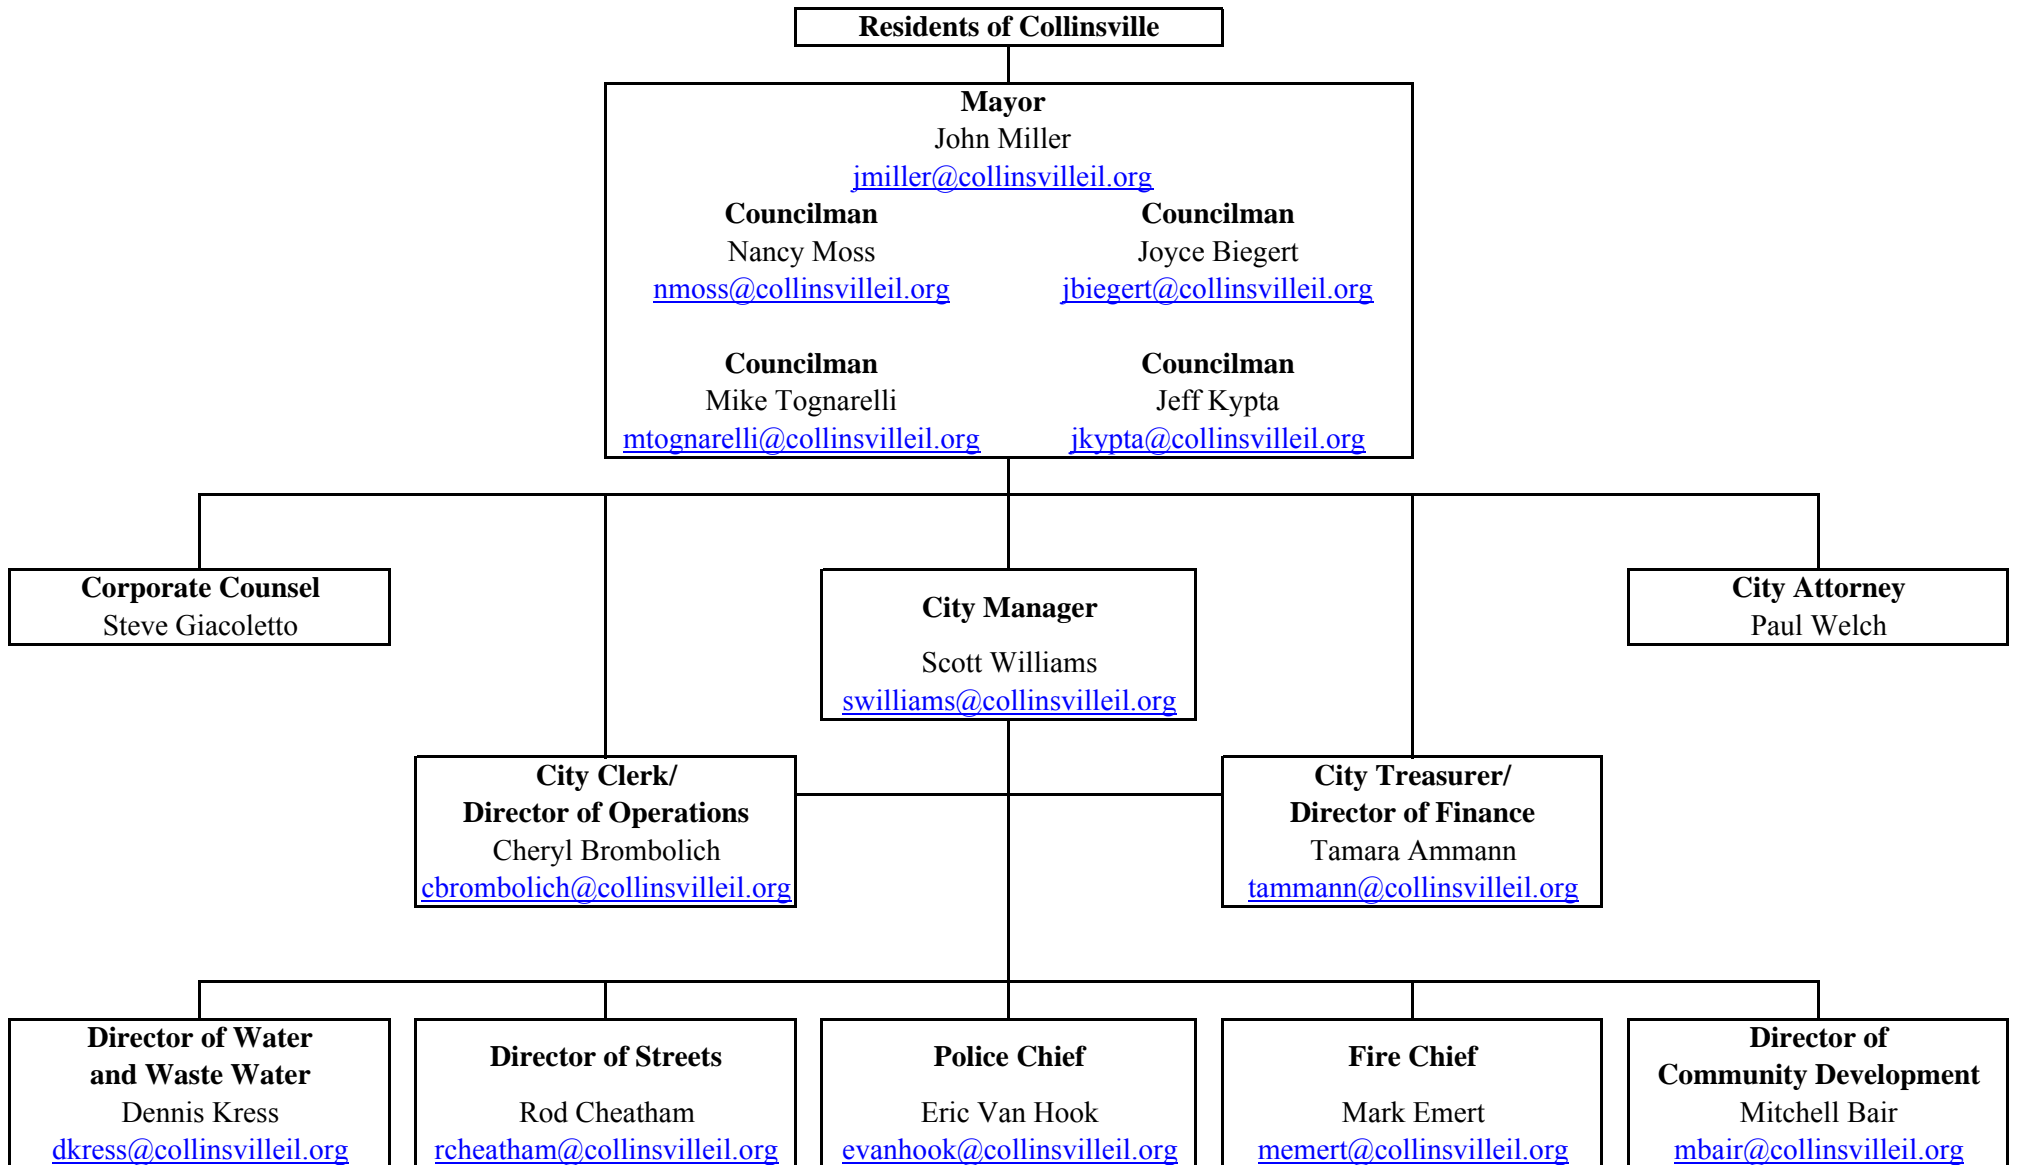 Residents of Collinsville
Mayor
John Miller
jmiller@collinsvilleil.org
Councilman
Nancy Moss
nmoss@collinsvilleil.org
Councilman
Joyce Biegert
jbiegert@collinsvilleil.org
Councilman
Mike Tognarelli
mtognarelli@collinsvilleil.org
Councilman
Jeff Kypta
jkypta@collinsvilleil.org
Corporate Counsel
Steve Giacoletto
City Manager
Scott Williams
swilliams@collinsvilleil.org
City Attorney
Paul Welch
City Clerk/
Director of Operations
Cheryl Brombolich
cbrombolich@collinsvilleil.org
City Treasurer/
Director of Finance
Tamara Ammann
tammann@collinsvilleil.org
Director of Water
and Waste Water
Dennis Kress
dkress@collinsvilleil.org
Director of Streets
Rod Cheatham
rcheatham@collinsvilleil.org
Police Chief
Eric Van Hook
evanhook@collinsvilleil.org
Fire Chief
Mark Emert
memert@collinsvilleil.org
Director of
Community Development
Mitchell Bair
mbair@collinsvilleil.org